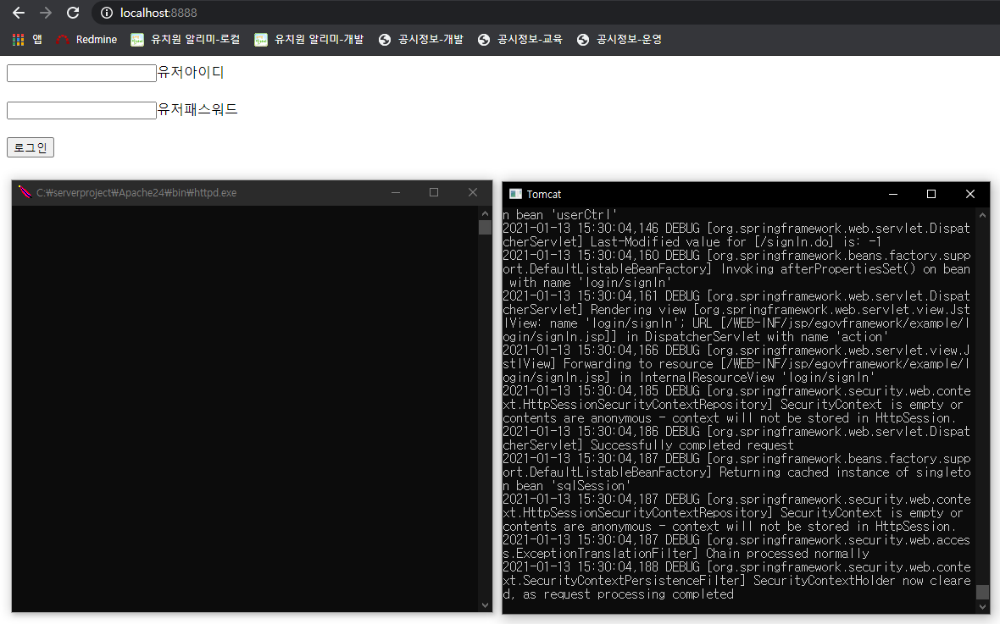 localhost:8888
앱 Redmine 유치원 알리미-로컬 유치원 알리미-개발 공시정보-개발 공시정보-교육 공시정보-운영
유저아이디
유저패스워드
로그인
C:₩serverproject₩Apache24₩bin₩httpd.exe
Tomcat
n bean 'userCtrl'
2021-01-13 15:30:04,146 DEBUG [org.springframework.web.servlet.Dispat
cherServlet] Last-Modified value for [/signIn.do] is: -1
2021-01-13 15:30:04,160 DEBUG [org.springframework.beans.factory.supp
ort.DefaultListableBeanFactory] Invoking afterPropertiesSet() on bean
 with name 'login/signIn'
2021-01-13 15:30:04,161 DEBUG [org.springframework.web.servlet.Dispat
cherServlet] Rendering view [org.springframework.web.servlet.view.Jst
lView: name 'login/signIn'; URL [/WEB-INF/jsp/egovframework/example/l
ogin/signIn.jsp]] in DispatcherServlet with name 'action'
2021-01-13 15:30:04,166 DEBUG [org.springframework.web.servlet.view.J
stlView] Forwarding to resource [/WEB-INF/jsp/egovframework/example/l
ogin/signIn.jsp] in InternalResourceView 'login/signIn'
2021-01-13 15:30:04,185 DEBUG [org.springframework.security.web.conte
xt.HttpSessionSecurityContextRepository] SecurityContext is empty or
contents are anonymous - context will not be stored in HttpSession.
2021-01-13 15:30:04,186 DEBUG [org.springframework.web.servlet.Dispat
cherServlet] Successfully completed request
2021-01-13 15:30:04,187 DEBUG [org.springframework.beans.factory.supp
ort.DefaultListableBeanFactory] Returning cached instance of singleto
n bean 'sqlSession'
2021-01-13 15:30:04,187 DEBUG [org.springframework.security.web.conte
xt.HttpSessionSecurityContextRepository] SecurityContext is empty or
contents are anonymous - context will not be stored in HttpSession.
2021-01-13 15:30:04,187 DEBUG [org.springframework.security.web.acces
s.ExceptionTranslationFilter] Chain processed normally
2021-01-13 15:30:04,188 DEBUG [org.springframework.security.web.conte
xt.SecurityContextPersistenceFilter] SecurityContextHolder now cleare
d, as request processing completed